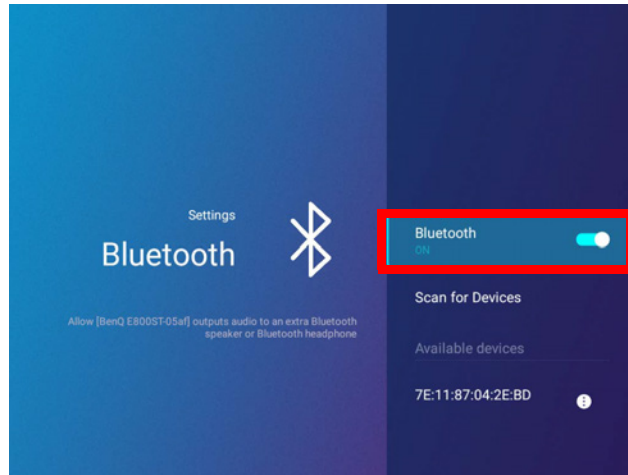 Settings
Bluetooth
Allow [BenQ E800ST-05af] outputs audio to an extra Bluetooth
speaker or Bluetooth headphone
Bluetooth
ON
Scan for Devices
Available devices
7E:11:87:04:2E:BD